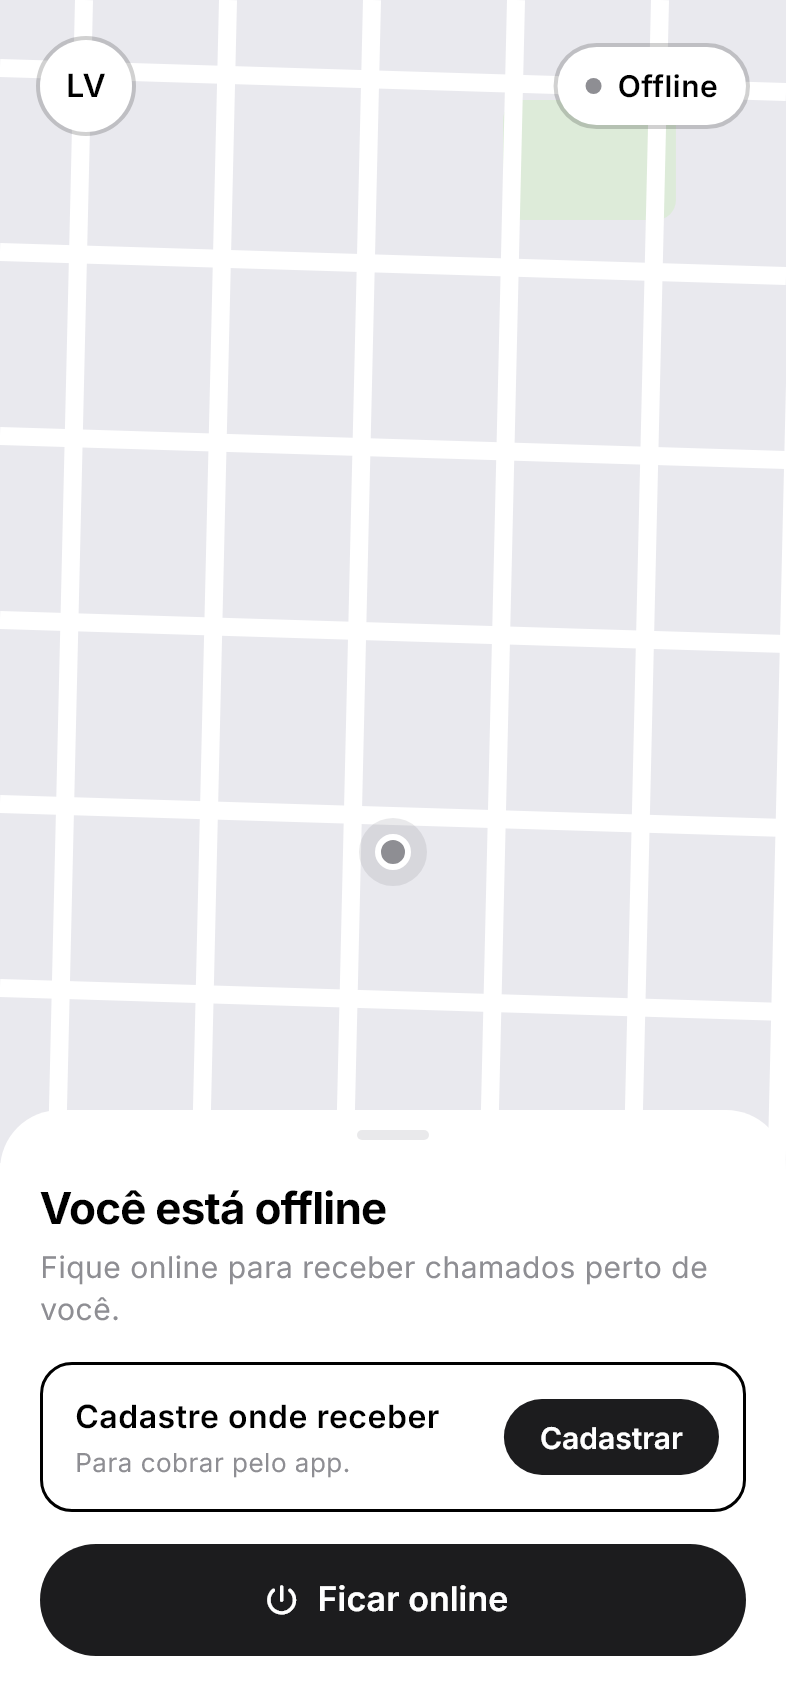 LV
Offline
Você está offline
Fique online para receber chamados perto de
você.
Cadastre onde receber
Para cobrar pelo app.
Cadastrar
Ficar online